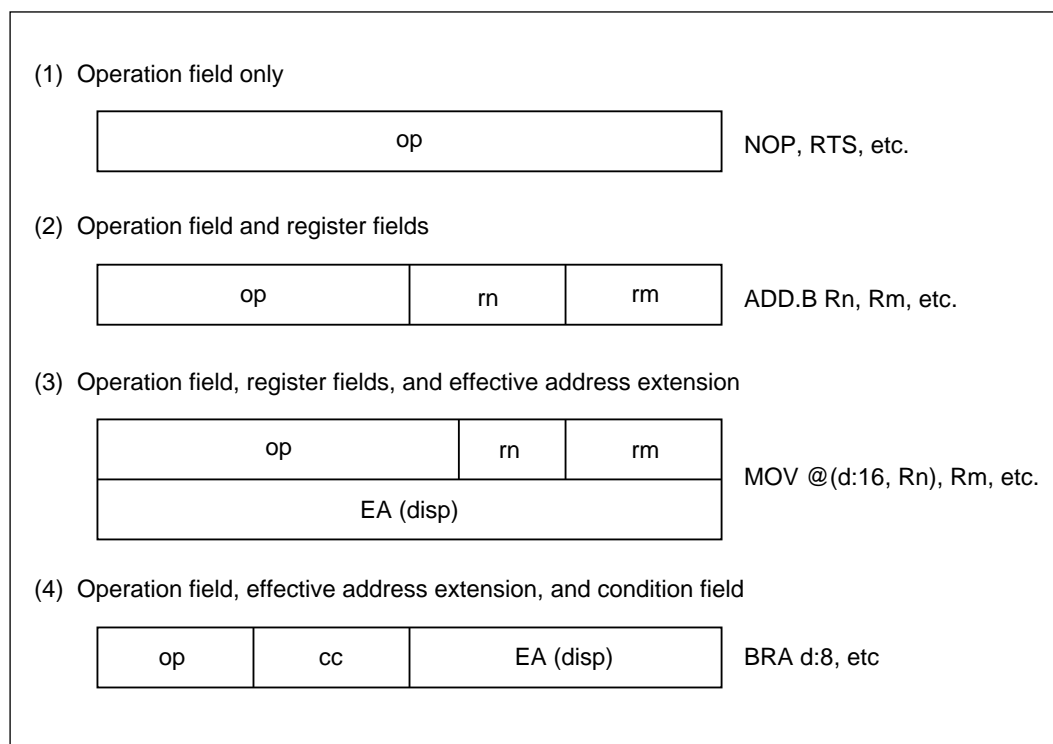 (1) Operation field only
op
NOP, RTS, etc.
(2) Operation field and register fields
op rn rm
ADD.B Rn, Rm, etc.
(3) Operation field, register fields, and effective address extension
op rn rm
MOV @(d:16, Rn), Rm, etc.
EA (disp)
(4) Operation field, effective address extension, and condition field
op cc EA (disp)
BRA d:8, etc